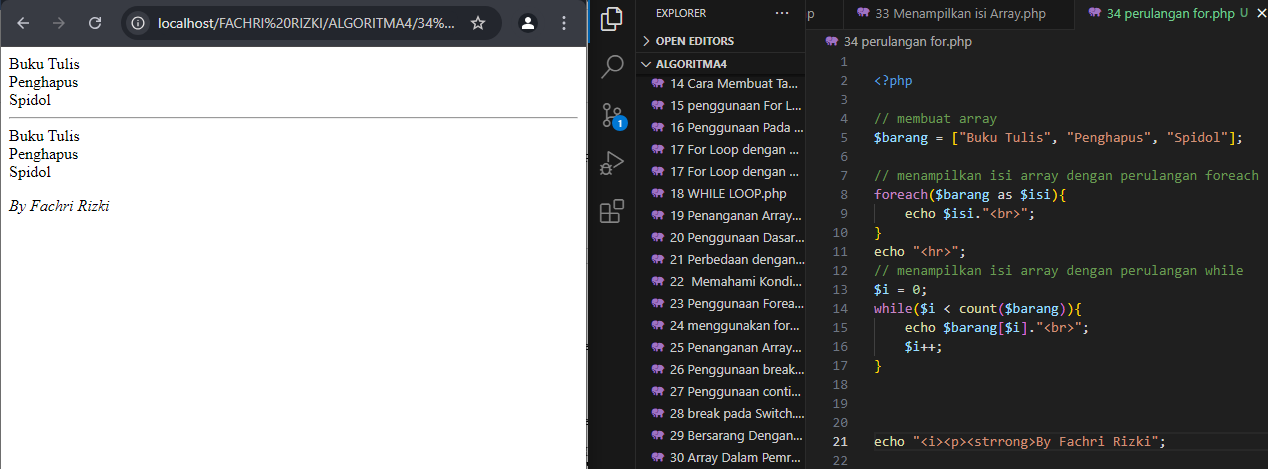 localhost/FACHRI%20RIZKI/ALGORITMA4/34%...
Buku Tulis
Penghapus
Spidol
Buku Tulis
Penghapus
Spidol
By Fachri Rizki
EXPLORER
OPEN EDITORS
ALGORITMA4
14 Cara Membuat Ta...
15 penggunaan For L...
16 Penggunaan Pada ...
17 For Loop dengan ...
17 For Loop dengan ...
18 WHILE LOOP.php
19 Penanganan Array...
20 Penggunaan Dasar...
21 Perbedaan dengan...
22  Memahami Kondi...
23 Penggunaan Forea...
24 menggunakan for...
25 Penanganan Array...
26 Penggunaan break...
27 Penggunaan conti...
28 break pada Switch....
29 Bersarang Dengan...
30 Array Dalam Pemr...
1
p
33 Menampilkan isi Array.php
34 perulangan for.php U
34 perulangan for.php
1
2 <?php
3
4 // membuat array
5 $barang = ["Buku Tulis", "Penghapus", "Spidol"];
6
7 // menampilkan isi array dengan perulangan foreach
8 foreach($barang as $isi){
9     echo $isi."<br>";
10 }
11 echo "<hr>";
12 // menampilkan isi array dengan perulangan while
13 $i = 0;
14 while($i < count($barang)){
15     echo $barang[$i]."<br>";
16     $i++;
17 }
18
19
20
21 echo "<i><p><strrong>By Fachri Rizki";
22